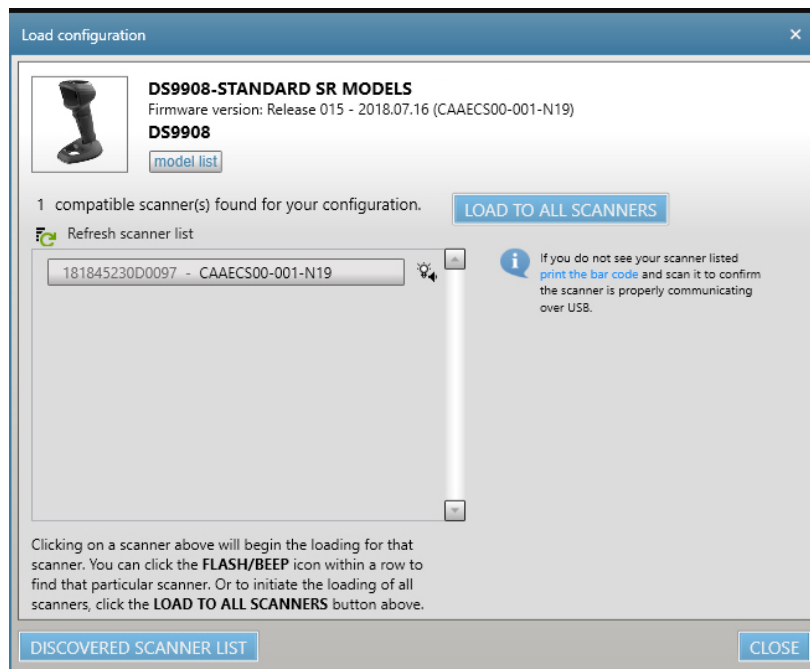 Load configuration
DS9908-STANDARD SR MODELS
Firmware version: Release 015 - 2018.07.16 (CAAECS00-001-N19)
DS9908
model list
1 compatible scanner(s) found for your configuration.
LOAD TO ALL SCANNERS
Refresh scanner list
181845230D0097 - CAAECS00-001-N19
If you do not see your scanner listed
print the bar code and scan it to confirm
the scanner is properly communicating
over USB.
Clicking on a scanner above will begin the loading for that
scanner. You can click the FLASH/BEEP icon within a row to
find that particular scanner. Or to initiate the loading of all
scanners, click the LOAD TO ALL SCANNERS button above.
DISCOVERED SCANNER LIST
CLOSE